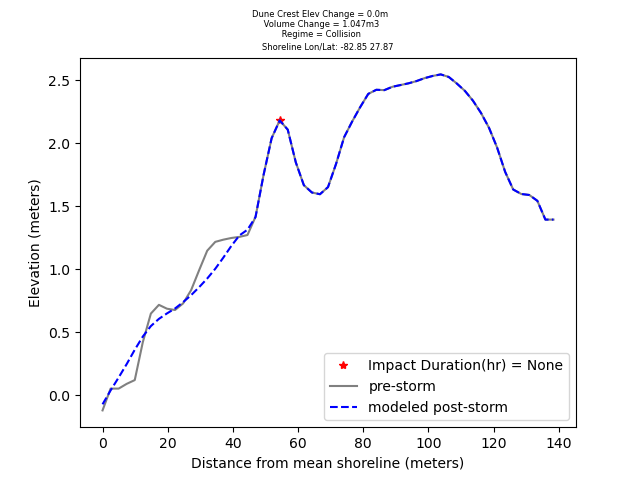 Dune Crest Elev Change = 0.0m
Volume Change = 1.047m3
Regime = Collision
Shoreline Lon/Lat: -82.85 27.87
2.5
2.0
1.5
1.0
0.5
0.0
Elevation (meters)
Impact Duration(hr) = None
pre-storm
modeled post-storm
0 20 40 60 80 100 120 140
Distance from mean shoreline (meters)